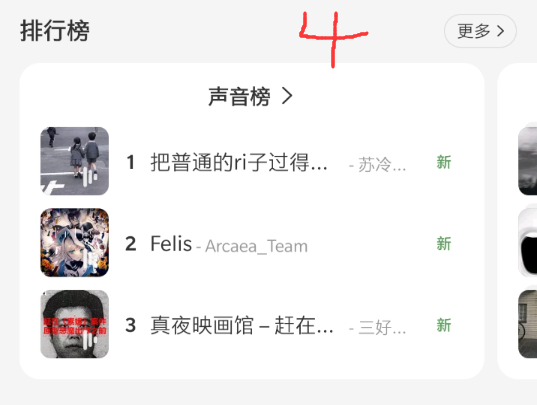 排行榜
4
更多
声音榜
1 把普通的ri子过得... - 苏冷... 新
2 Felis - Arcaea_Team 新
3 真夜映画馆 – 赶在... - 三好... 新